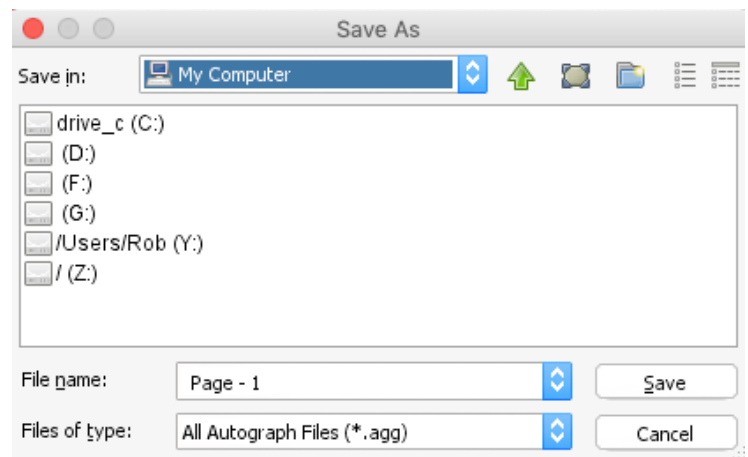 Save As
Save in: My Computer
drive_c (C:)
(D:)
(F:)
(G:)
/Users/Rob (Y:)
/ (Z:)
File name: Page - 1 Save
Files of type: All Autograph Files (*.agg) Cancel